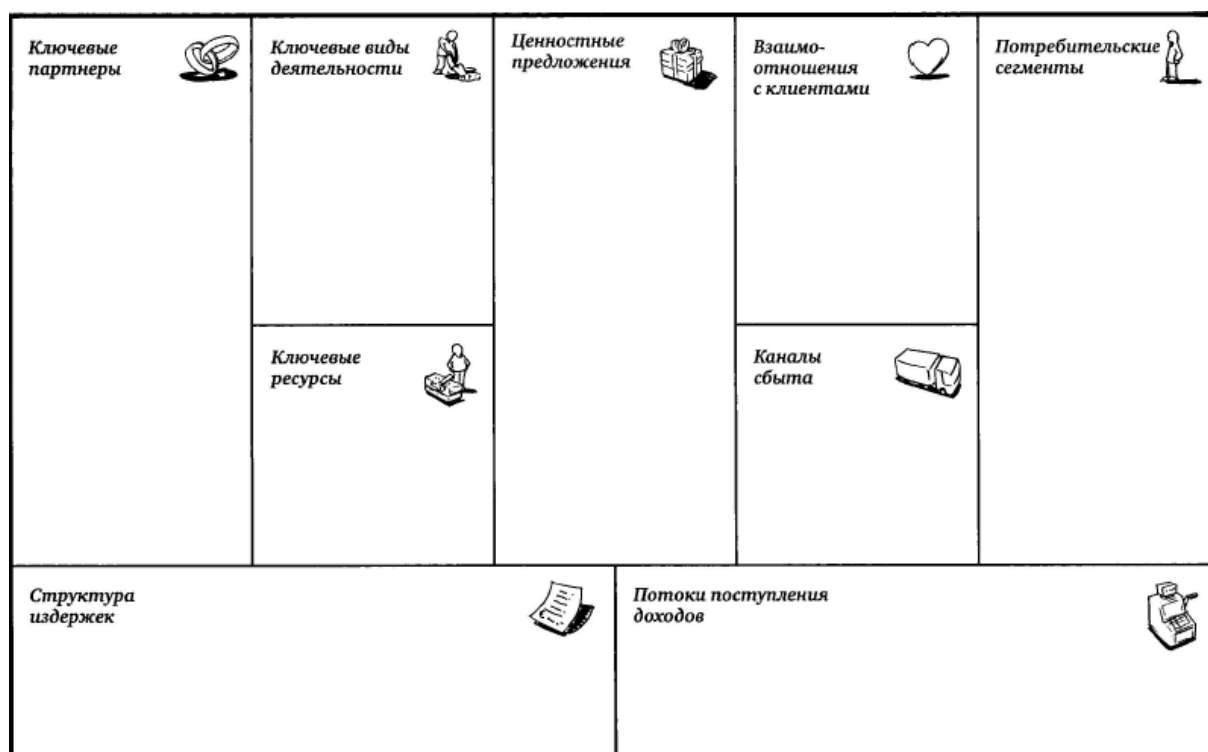 Ключевые
партнеры
Ключевые виды
деятельности
Ключевые
ресурсы
Ценностные
предложения
Взаимо-
отношения
с клиентами
Каналы
сбыта
Потребительские
сегменты
Структура
издержек
Потоки поступления
доходов